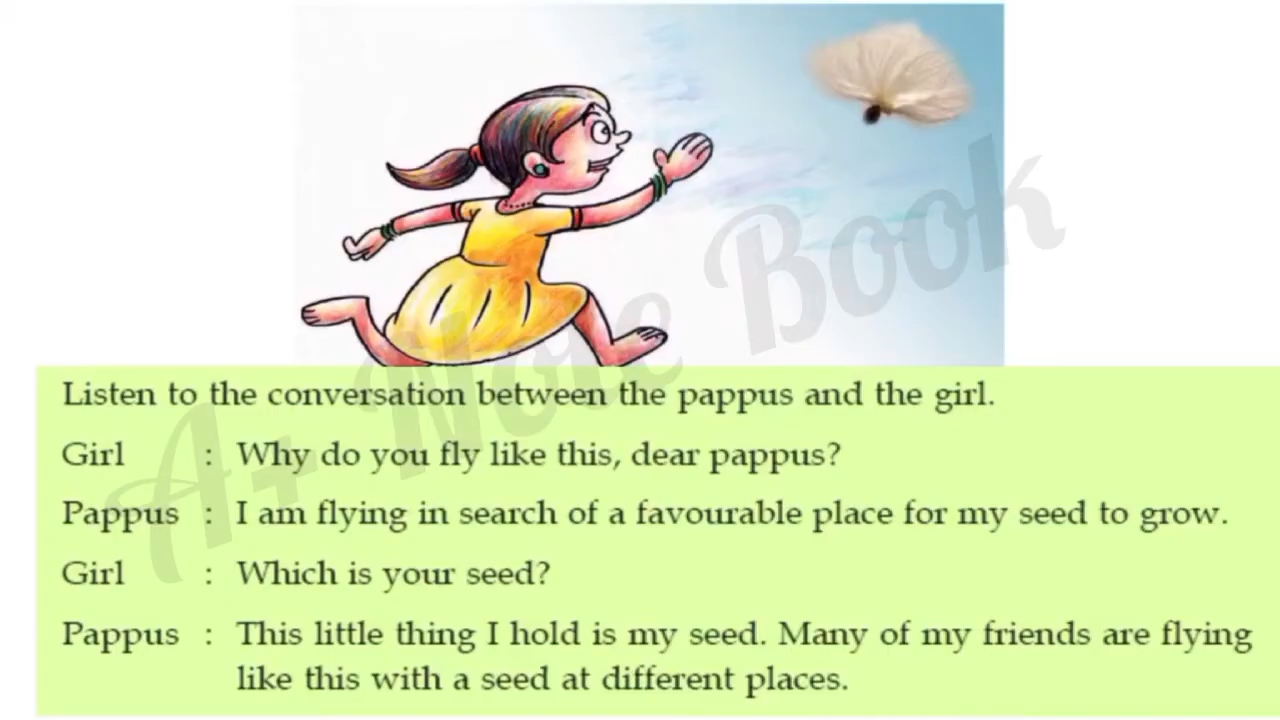 Listen to the conversation between the pappus and the girl.
Girl : Why do you fly like this, dear pappus?
Pappus : I am flying in search of a favourable place for my seed to grow.
Girl : Which is your seed?
Pappus : This little thing I hold is my seed. Many of my friends are flying
like this with a seed at different places.
A+ Note Book